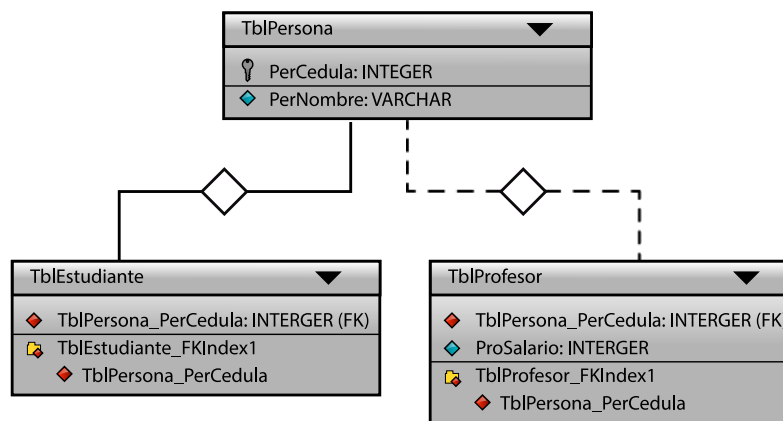 TblPersona
PerCedula: INTEGER
PerNombre: VARCHAR
TblEstudiante
TblPersona_PerCedula: INTERGER (FK)
TblEstudiante_FKIndex1
TblPersona_PerCedula
TblProfesor
TblPersona_PerCedula: INTERGER (FK
ProSalario: INTERGER
TblProfesor_FKIndex1
TblPersona_PerCedula